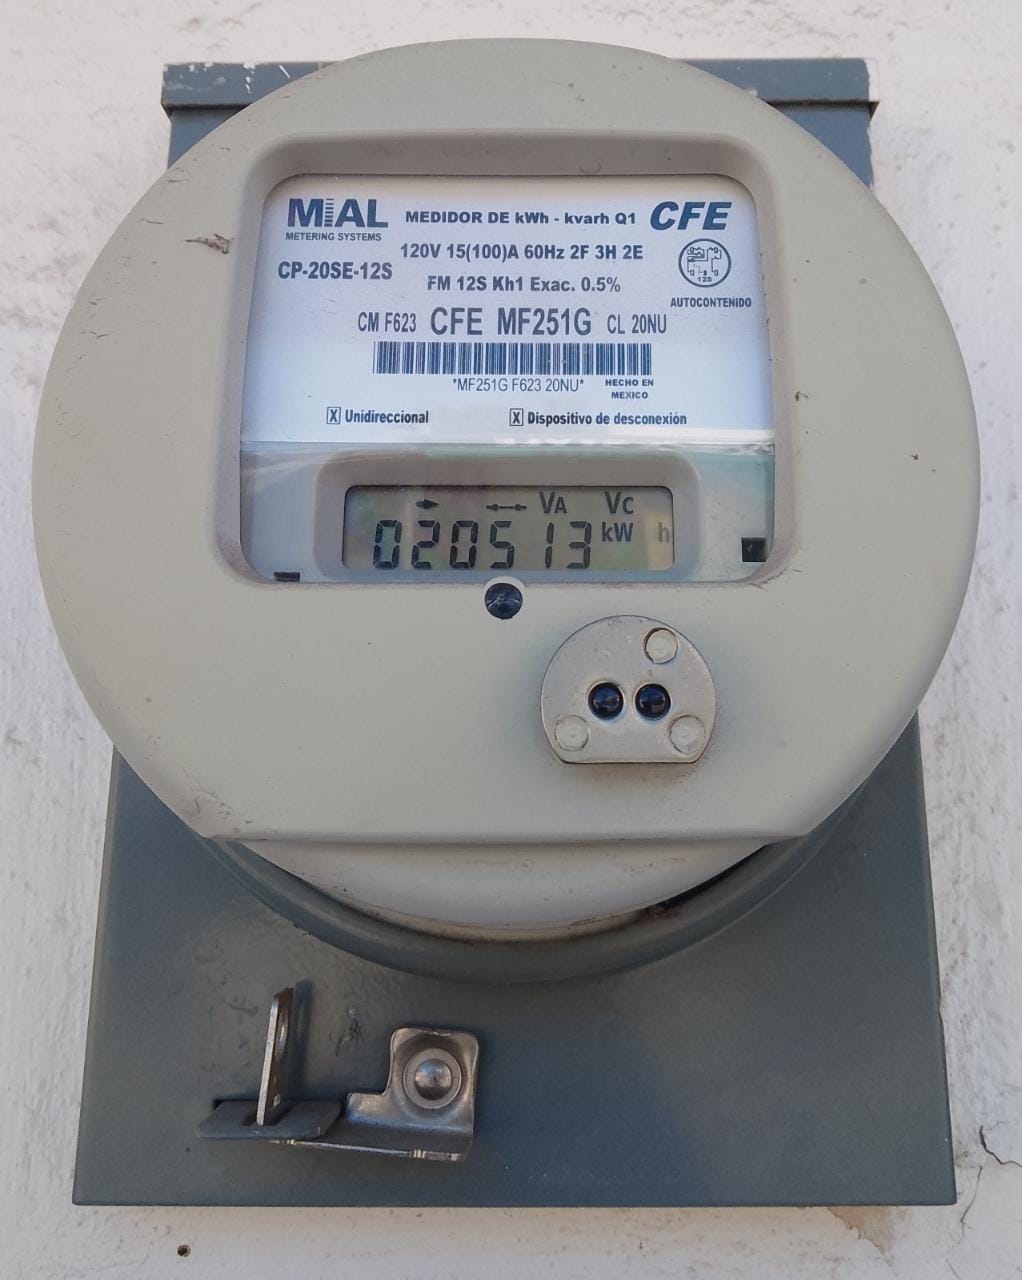 MIAL
METERING SYSTEMS
MEDIDOR DE kWh - kvarh Q1
CFE
120V 15(100)A 60Hz 2F 3H 2E
CP-20SE-12S
FM 12S Kh1 Exac. 0.5%
12S
AUTOCONTENIDO
CM F623 CFE MF251G CL 20NU
*MF251G F623 20NU*
HECHO EN
MEXICO
X Unidireccional
X Dispositivo de desconexión
VA VC
020513 kW h